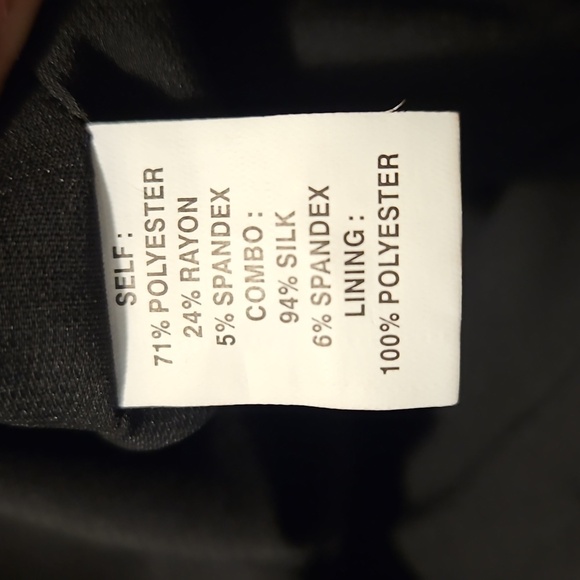 SELF :
71% POLYESTER
24% RAYON
5% SPANDEX
COMBO :
94% SILK
6% SPANDEX
LINING :
100% POLYESTER